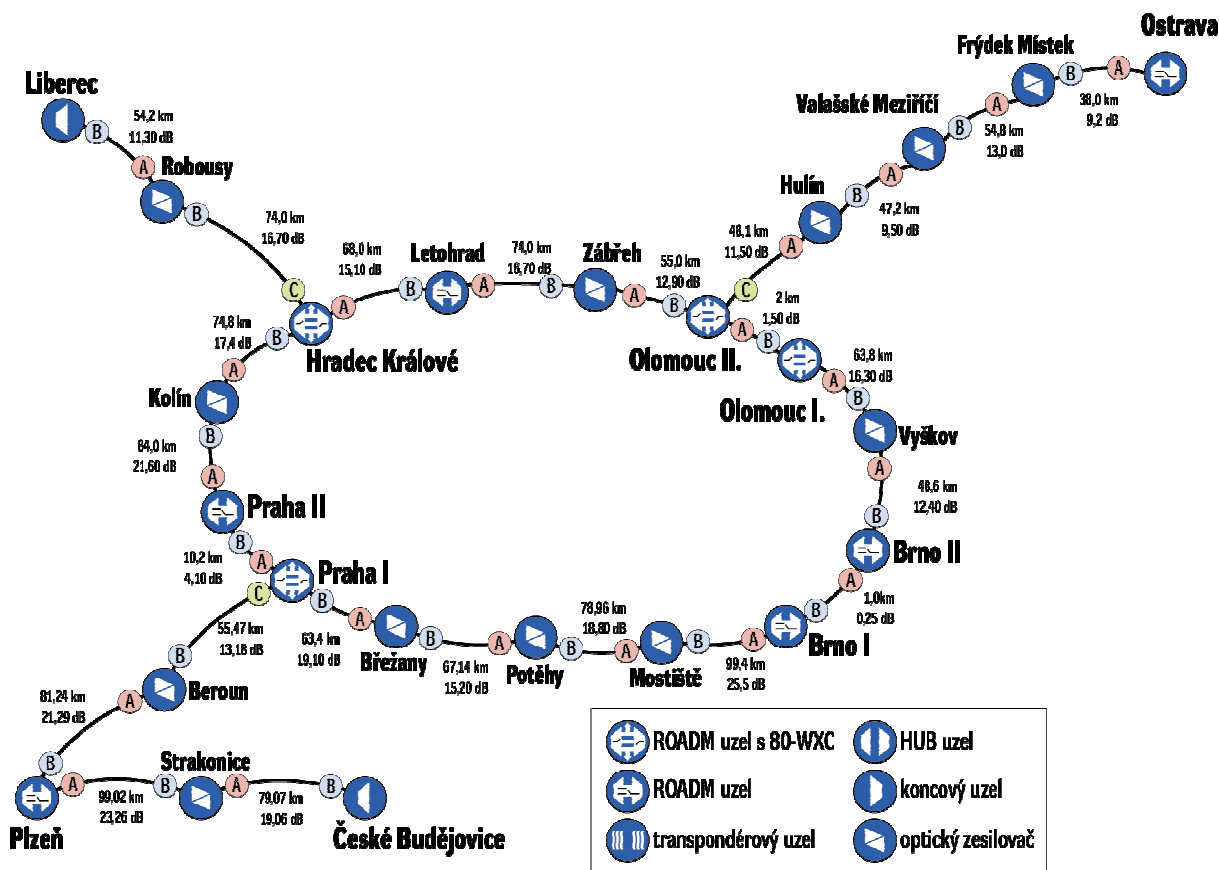 Ostrava
Frýdek Místek
B
A
38,0 km
9,2 dB
Valašské Meziříčí
A
54,8 km
13,0 dB
B
Liberec
B
54,2 km
11,30 dB
A
Robousy
B
74,0 km
16,70 dB
C
Hulín
A
B
47,2 km
9,50 dB
48,1 km
11,50 dB
A
C
68,0 km
15,10 dB
A
B
Letohrad
A
74,0 km
16,70 dB
B
Zábřeh
A
55,0 km
12,90 dB
B
Hradec Králové
Olomouc II.
A
2 km
1,50 dB
B
Olomouc I.
A
63,8 km
16,30 dB
B
Vyškov
74,8 km
17,4 dB
B
A
Kolín
B
84,0 km
21,60 dB
A
Praha II
A
48,6 km
12,40 dB
B
Brno II
B
10,2 km
4,10 dB
A
Praha I
C
B
A
1,0km
0,25 dB
B
Brno I
55,47 km
13,18 dB
63,4 km
19,10 dB
A
Břežany
B
67,14 km
15,20 dB
A
Potěhy
B
78,96 km
18,80 dB
A
Mostiště
B
99,4 km
25,5 dB
A
B
Beroun
A
81,24 km
21,29 dB
B
Plzeň
A
99,02 km
23,26 dB
B
Strakonice
A
79,07 km
19,06 dB
B
České Budějovice
ROADM uzel s 80-WXC
HUB uzel
ROADM uzel
koncový uzel
transpondérový uzel
optický zesilovač